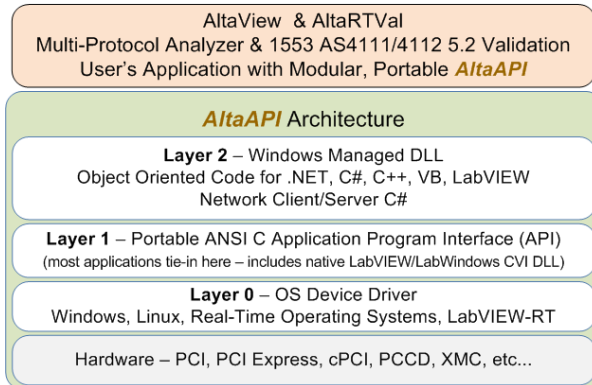 AltaView & AltaRTVal
Multi-Protocol Analyzer & 1553 AS4111/4112 5.2 Validation
User's Application with Modular, Portable AltaAPI
AltaAPI Architecture
Layer 2 – Windows Managed DLL
Object Oriented Code for .NET, C#, C++, VB, LabVIEW
Network Client/Server C#
Layer 1 – Portable ANSI C Application Program Interface (API)
(most applications tie-in here – includes native LabVIEW/LabWindows CVI DLL)
Layer 0 – OS Device Driver
Windows, Linux, Real-Time Operating Systems, LabVIEW-RT
Hardware – PCI, PCI Express, cPCI, PCCD, XMC, etc...